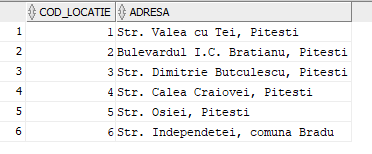 COD_LOCATIE ADRESA
1 1 Str. Valea cu Tei, Pitesti
2 2 Bulevardul I.C. Bratianu, Pitesti
3 3 Str. Dimitrie Butculescu, Pitesti
4 4 Str. Calea Craiovei, Pitesti
5 5 Str. Osiei, Pitesti
6 6 Str. Independetei, comuna Bradu